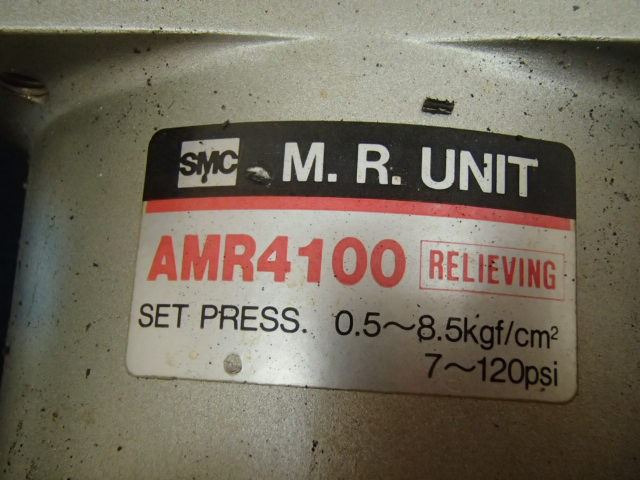 SMC M. R. UNIT
AMR4100 RELIEVING
SET PRESS. 0.5~8.5kgf/cm²
7~120psi